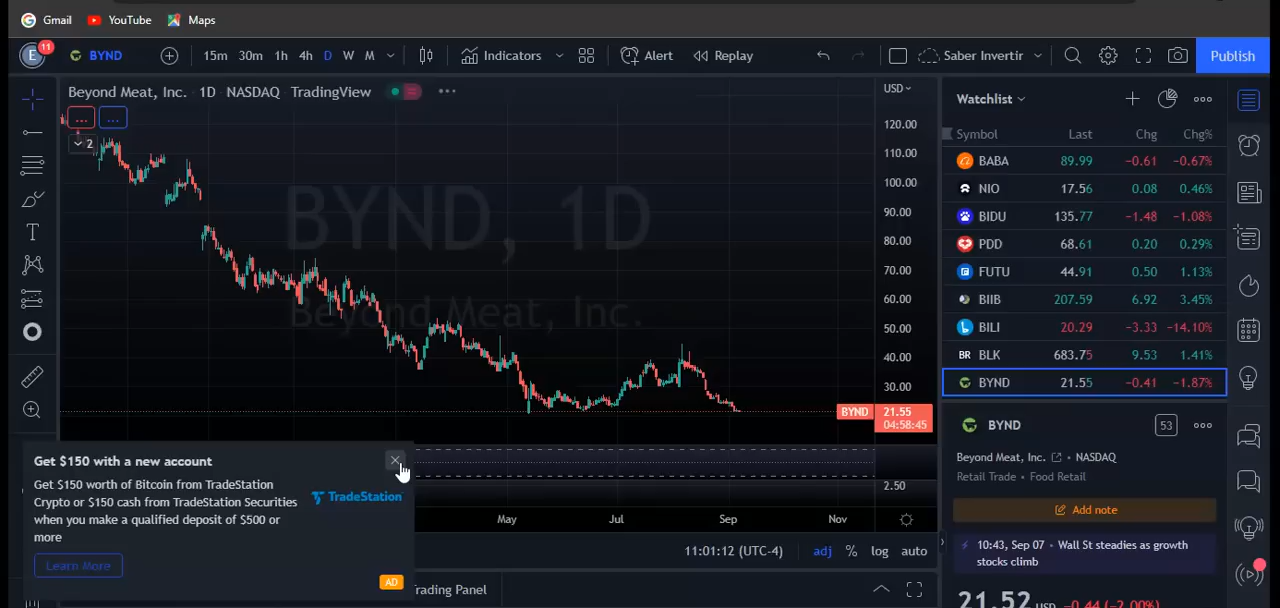 Gmail YouTube Maps
E 11 BYND 15m 30m 1h 4h D W M Indicators Alert Replay Saber Invertir Publish
Beyond Meat, Inc. · 1D · NASDAQ · TradingView
... ...
2
BYND, 1D
Beyond Meat, Inc.
USD
120.00
110.00
100.00
90.00
80.00
70.00
60.00
50.00
40.00
30.00
BYND 21.55
04:58:45
2.50
May Jul Sep Nov
11:01:12 (UTC-4) adj % log auto
rading Panel
Get $150 with a new account
Get $150 worth of Bitcoin from TradeStation
Crypto or $150 cash from TradeStation Securities
when you make a qualified deposit of $500 or
more
TradeStation
Learn More
AD
Watchlist
Symbol Last Chg Chg%
BABA 89.99 −0.61 −0.67%
NIO 17.56 0.08 0.46%
BIDU 135.77 −1.48 −1.08%
PDD 68.61 0.20 0.29%
FUTU 44.91 0.50 1.13%
BIIB 207.59 6.92 3.45%
BILI 20.29 −3.33 −14.10%
BR BLK 683.75 9.53 1.41%
BYND 21.55 −0.41 −1.87%
BYND 53
Beyond Meat, Inc. · NASDAQ
Retail Trade · Food Retail
Add note
10:43, Sep 07 · Wall St steadies as growth
stocks climb
21.52 USD −0.44 (−2.00%)